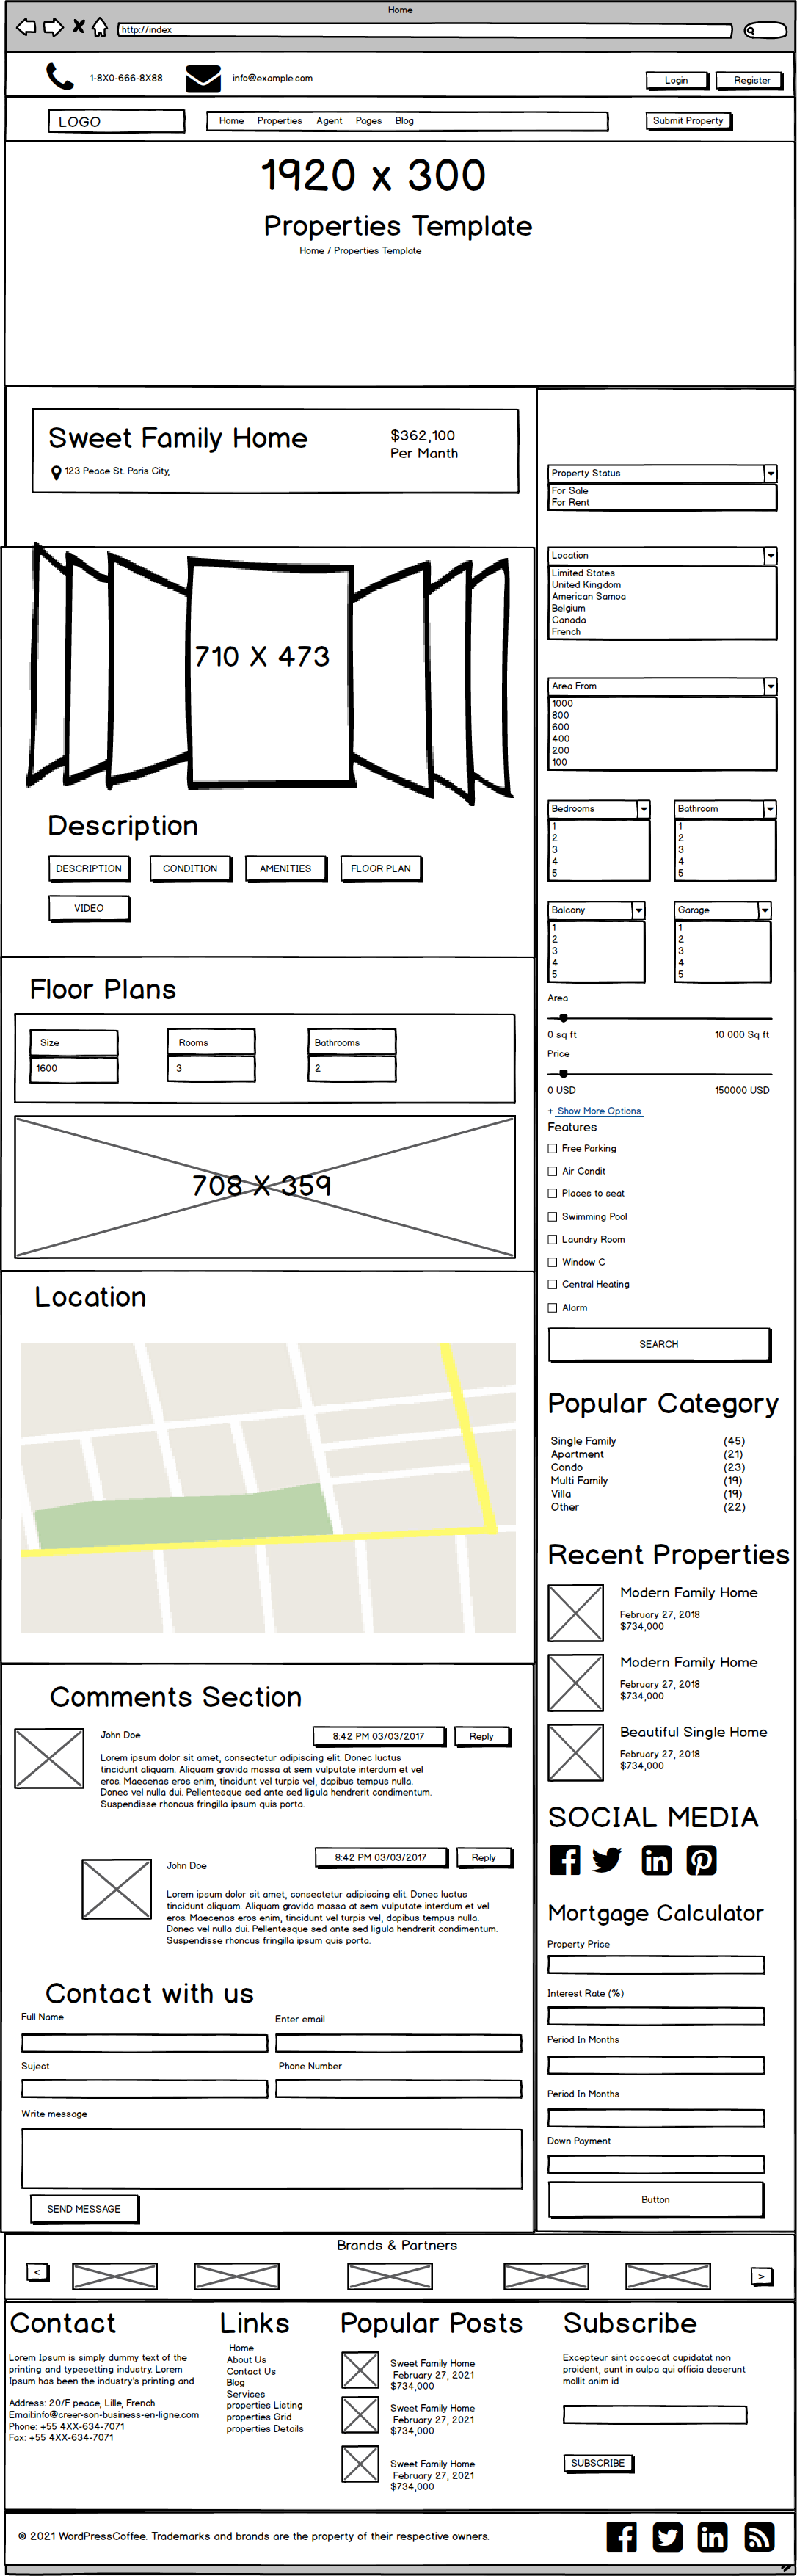 Home
http://index
1-8X0-666-8X88
info@example.com
Login
Register
LOGO
Home Properties Agent Pages Blog
Submit Property
1920 x 300
Properties Template
Home / Properties Template
Sweet Family Home
$362,100
Per Manth
123 Peace St. Paris City,
710 X 473
Description
DESCRIPTION
CONDITION
AMENITIES
FLOOR PLAN
VIDEO
Floor Plans
Size
Rooms
Bathrooms
1600
3
2
708 X 359
Location
Comments Section
John Doe
8:42 PM 03/03/2017
Reply
Lorem ipsum dolor sit amet, consectetur adipiscing elit. Donec luctus
tincidunt aliquam. Aliquam gravida massa at sem vulputate interdum et vel
eros. Maecenas eros enim, tincidunt vel turpis vel, dapibus tempus nulla.
Donec vel nulla dui. Pellentesque sed ante sed ligula hendrerit condimentum.
Suspendisse rhoncus fringilla ipsum quis porta.
John Doe
8:42 PM 03/03/2017
Reply
Lorem ipsum dolor sit amet, consectetur adipiscing elit. Donec luctus
tincidunt aliquam. Aliquam gravida massa at sem vulputate interdum et vel
eros. Maecenas eros enim, tincidunt vel turpis vel, dapibus tempus nulla.
Donec vel nulla dui. Pellentesque sed ante sed ligula hendrerit condimentum.
Suspendisse rhoncus fringilla ipsum quis porta.
Contact with us
Full Name
Enter email
Suject
Phone Number
Write message
SEND MESSAGE
Property Status
For Sale
For Rent
Location
Limited States
United Kingdom
American Samoa
Belgium
Canada
French
Area From
1000
800
600
400
200
100
Bedrooms
1
2
3
4
5
Bathroom
1
2
3
4
5
Balcony
1
2
3
4
5
Garage
1
2
3
4
5
Area
0 sq ft
10 000 Sq ft
Price
0 USD
150000 USD
+ Show More Options
Features
Free Parking
Air Condit
Places to seat
Swimming Pool
Laundry Room
Window C
Central Heating
Alarm
SEARCH
Popular Category
Single Family (45)
Apartment (21)
Condo (23)
Multi Family (19)
Villa (19)
Other (22)
Recent Properties
Modern Family Home
February 27, 2018
$734,000
Modern Family Home
February 27, 2018
$734,000
Beautiful Single Home
February 27, 2018
$734,000
SOCIAL MEDIA
Mortgage Calculator
Property Price
Interest Rate (%)
Period In Months
Period In Months
Down Payment
Button
Brands & Partners
<
>
Contact
Lorem Ipsum is simply dummy text of the
printing and typesetting industry. Lorem
Ipsum has been the industry's printing and
Address: 20/F peace, Lille, French
Email:info@creer-son-business-en-ligne.com
Phone: +55 4XX-634-7071
Fax: +55 4XX-634-7071
Links
Home
About Us
Contact Us
Blog
Services
properties Listing
properties Grid
properties Details
Popular Posts
Sweet Family Home
February 27, 2021
$734,000
Sweet Family Home
February 27, 2021
$734,000
Sweet Family Home
February 27, 2021
$734,000
Subscribe
Excepteur sint occaecat cupidatat non
proident, sunt in culpa qui officia deserunt
mollit anim id
SUBSCRIBE
© 2021 WordPressCoffee. Trademarks and brands are the property of their respective owners.